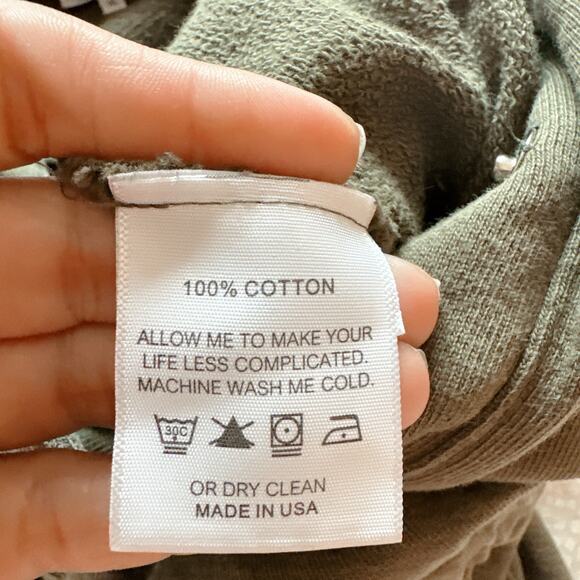 100% COTTON
ALLOW ME TO MAKE YOUR
LIFE LESS COMPLICATED.
MACHINE WASH ME COLD.
30C
OR DRY CLEAN
MADE IN USA